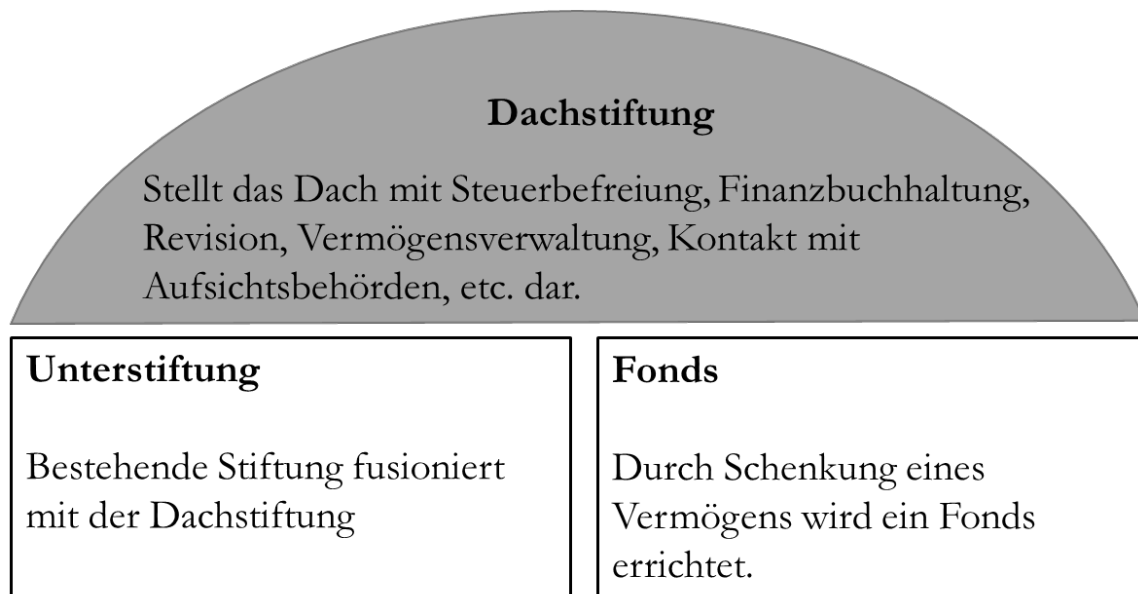 Dachstiftung
Stellt das Dach mit Steuerbefreiung, Finanzbuchhaltung,
Revision, Vermögensverwaltung, Kontakt mit
Aufsichtsbehörden, etc. dar.
Unterstiftung
Bestehende Stiftung fusioniert
mit der Dachstiftung
Fonds
Durch Schenkung eines
Vermögens wird ein Fonds
errichtet.